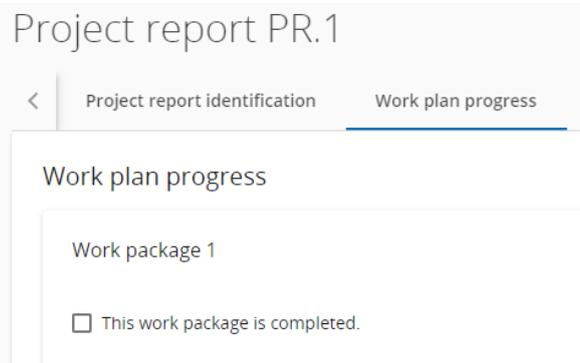 Project report PR.1
Project report identification Work plan progress
Work plan progress
Work package 1
This work package is completed.